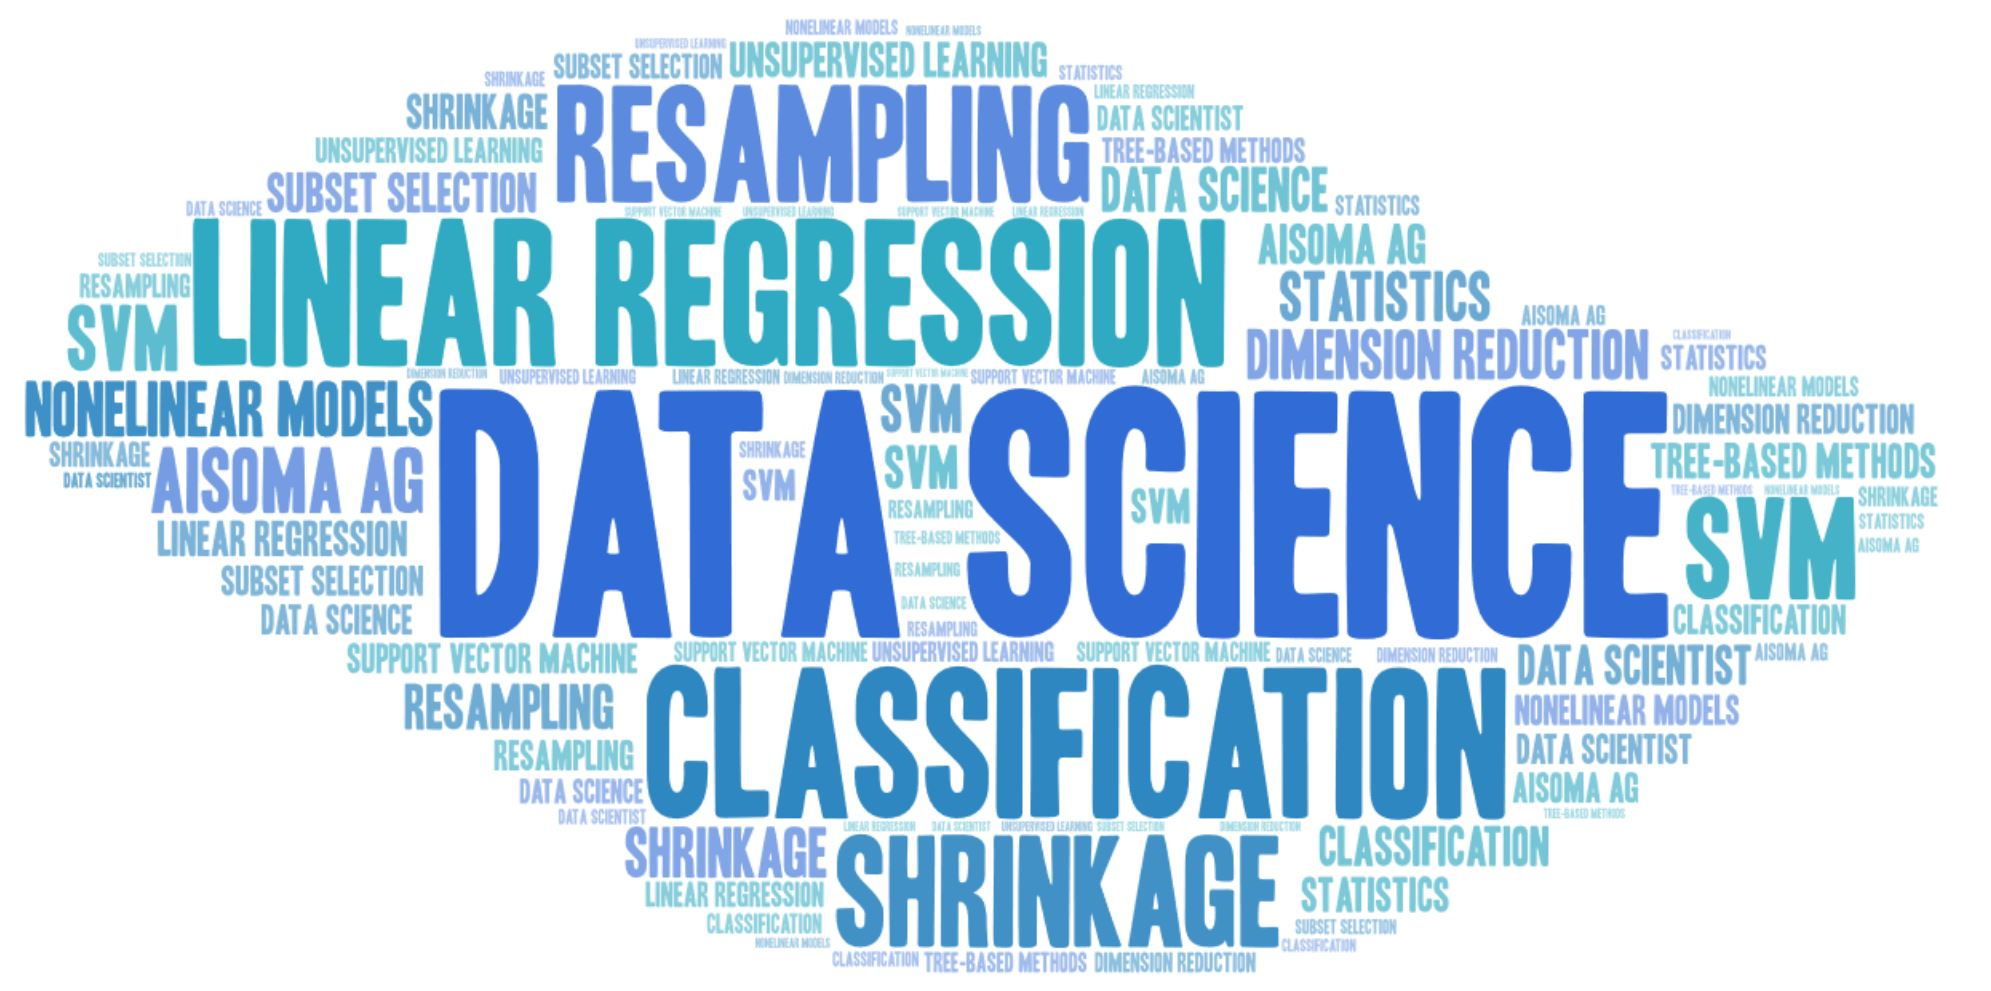 NONELINEAR MODELS NONELINEAR MODELS
UNSUPERVISED LEARNING
SUBSET SELECTION UNSUPERVISED LEARNING
SHRINKAGE STATISTICS
LINEAR REGRESSION
SHRINKAGE RESAMPLING DATA SCIENTIST
UNSUPERVISED LEARNING TREE-BASED METHODS
SUBSET SELECTION DATA SCIENCE
DATA SCIENCE SUPPORT VECTOR MACHINE UNSUPERVISED LEARNING SUPPORT VECTOR MACHINE LINEAR REGRESSION STATISTICS
AISOMA AG
SUBSET SELECTION
RESAMPLING LINEAR REGRESSION STATISTICS
AISOMA AG
SVM CLASSIFICATION
DIMENSION REDUCTION STATISTICS
DIMENSION REDUCTION UNSUPERVISED LEARNING LINEAR REGRESSION DIMENSION REDUCTION SUPPORT VECTOR MACHINE SUPPORT VECTOR MACHINE AISOMA AG
NONELINEAR MODELS
NONELINEAR MODELS SVM DIMENSION REDUCTION
SHRINKAGE SHRINKAGE TREE-BASED METHODS
DATA SCIENTIST AISOMA AG SVM SVM
TREE-BASED METHODS NONELINEAR MODELS SHRINKAGE
DATA SCIENCE
RESAMPLING SVM STATISTICS
LINEAR REGRESSION TREE-BASED METHODS SVM AISOMA AG
SUBSET SELECTION RESAMPLING
DATA SCIENCE DATA SCIENCE CLASSIFICATION
RESAMPLING
SUPPORT VECTOR MACHINE SUPPORT VECTOR MACHINE UNSUPERVISED LEARNING SUPPORT VECTOR MACHINE DATA SCIENCE DIMENSION REDUCTION DATA SCIENTIST AISOMA AG
RESAMPLING NONELINEAR MODELS
CLASSIFICATION
RESAMPLING DATA SCIENTIST
DATA SCIENCE AISOMA AG
DATA SCIENTIST TREE-BASED METHODS
LINEAR REGRESSION DATA SCIENTIST UNSUPERVISED LEARNING SUBSET SELECTION DIMENSION REDUCTION
SHRINKAGE CLASSIFICATION
LINEAR REGRESSION SHRINKAGE STATISTICS
CLASSIFICATION SUBSET SELECTION
NONELINEAR MODELS CLASSIFICATION
CLASSIFICATION TREE-BASED METHODS DIMENSION REDUCTION